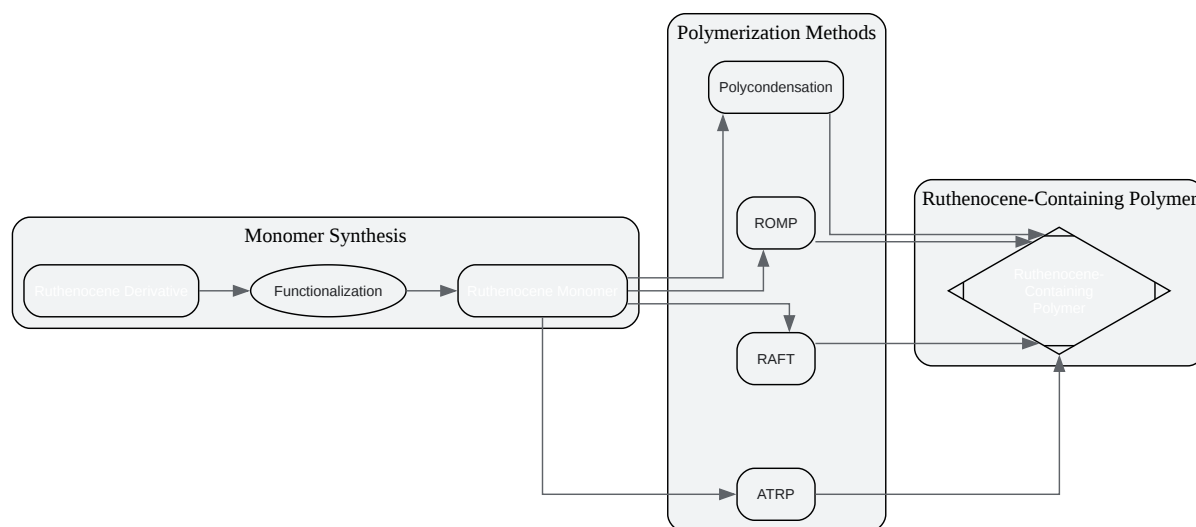 Polymerization Methods
Polycondensation
ROMP
RAFT
ATRP
Monomer Synthesis
Ruthenocene Derivative
Functionalization
Ruthenocene Monomer
Ruthenocene-Containing Polymer
Ruthenocene-
Containing
Polymer